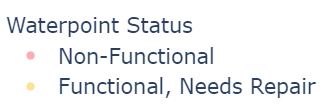 Waterpoint Status
Non-Functional
Functional, Needs Repair